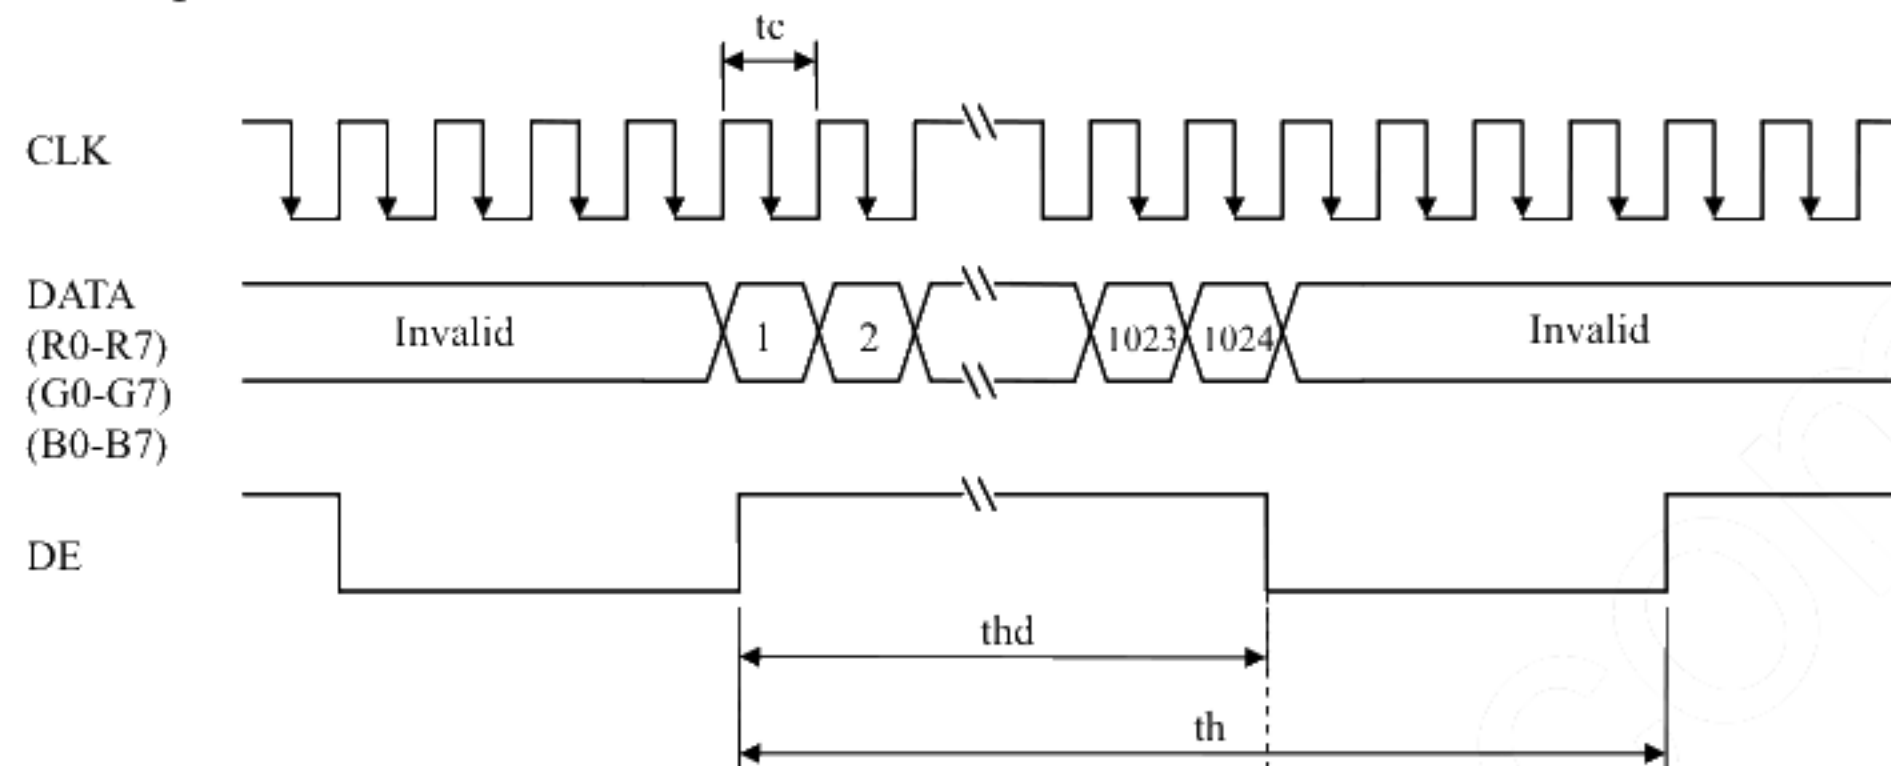 tc
CLK
DATA
(R0-R7)
(G0-G7)
(B0-B7)
Invalid
1
2
1023
1024
Invalid
DE
thd
th